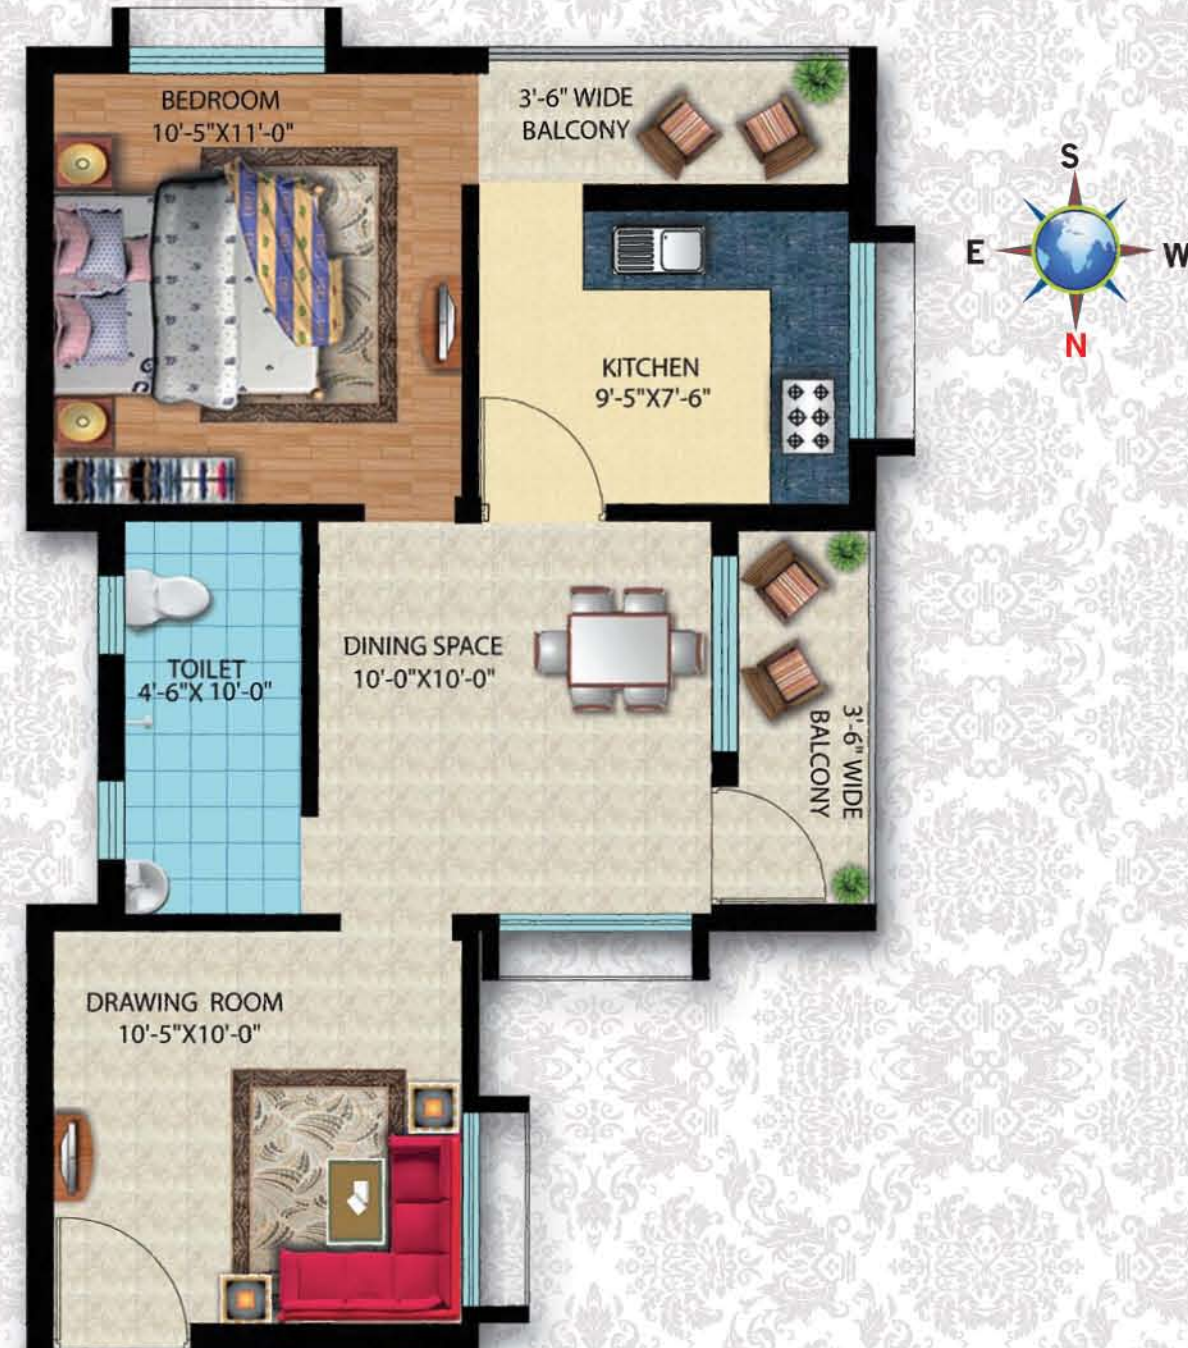 BEDROOM
10'-5"X11'-0"
3'-6" WIDE
BALCONY
S
E
W
N
KITCHEN
9'-5"X7'-6"
DINING SPACE
10'-0"X10'-0"
TOILET
4'-6"X 10'-0"
3'-6" WIDE
BALCONY
DRAWING ROOM
10'-5"X10'-0"